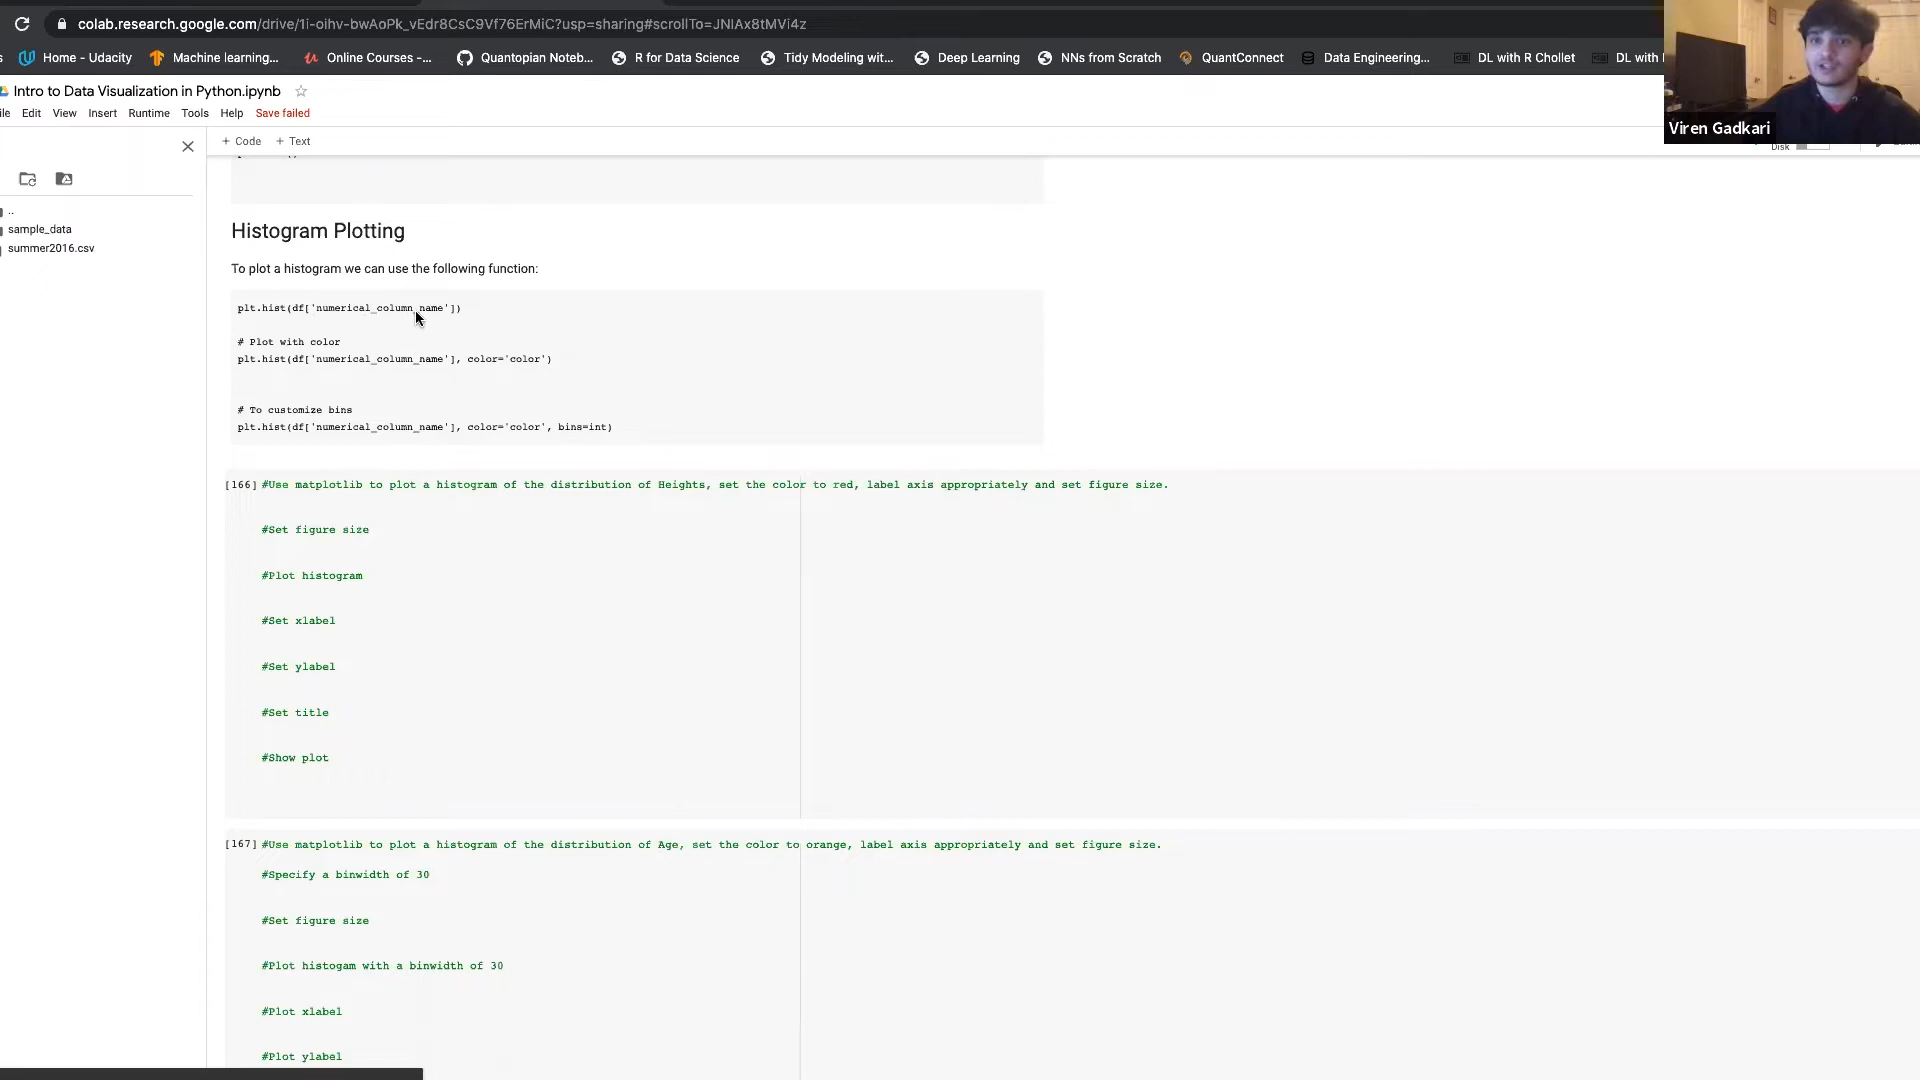 colab.research.google.com/drive/1i-oihv-bwAoPk_vEdr8CsC9Vf76ErMiC?usp=sharing#scrollTo=JNIAx8tMVi4z
Home - Udacity
Machine learning...
Online Courses -...
Quantopian Noteb...
R for Data Science
Tidy Modeling wit...
Deep Learning
NNs from Scratch
QuantConnect
Data Engineering...
DL with R Chollet
DL with
Intro to Data Visualization in Python.ipynb
Edit View Insert Runtime Tools Help Save failed
Viren Gadkari
+ Code + Text
Disk
..
sample_data
summer2016.csv
Histogram Plotting
To plot a histogram we can use the following function:
plt.hist(df['numerical_column_name'])
# Plot with color
plt.hist(df['numerical_column_name'], color='color')
# To customize bins
plt.hist(df['numerical_column_name'], color='color', bins=int)
[166] #Use matplotlib to plot a histogram of the distribution of Heights, set the color to red, label axis appropriately and set figure size.
#Set figure size
#Plot histogram
#Set xlabel
#Set ylabel
#Set title
#Show plot
[167] #Use matplotlib to plot a histogram of the distribution of Age, set the color to orange, label axis appropriately and set figure size.
#Specify a binwidth of 30
#Set figure size
#Plot histogam with a binwidth of 30
#Plot xlabel
#Plot ylabel